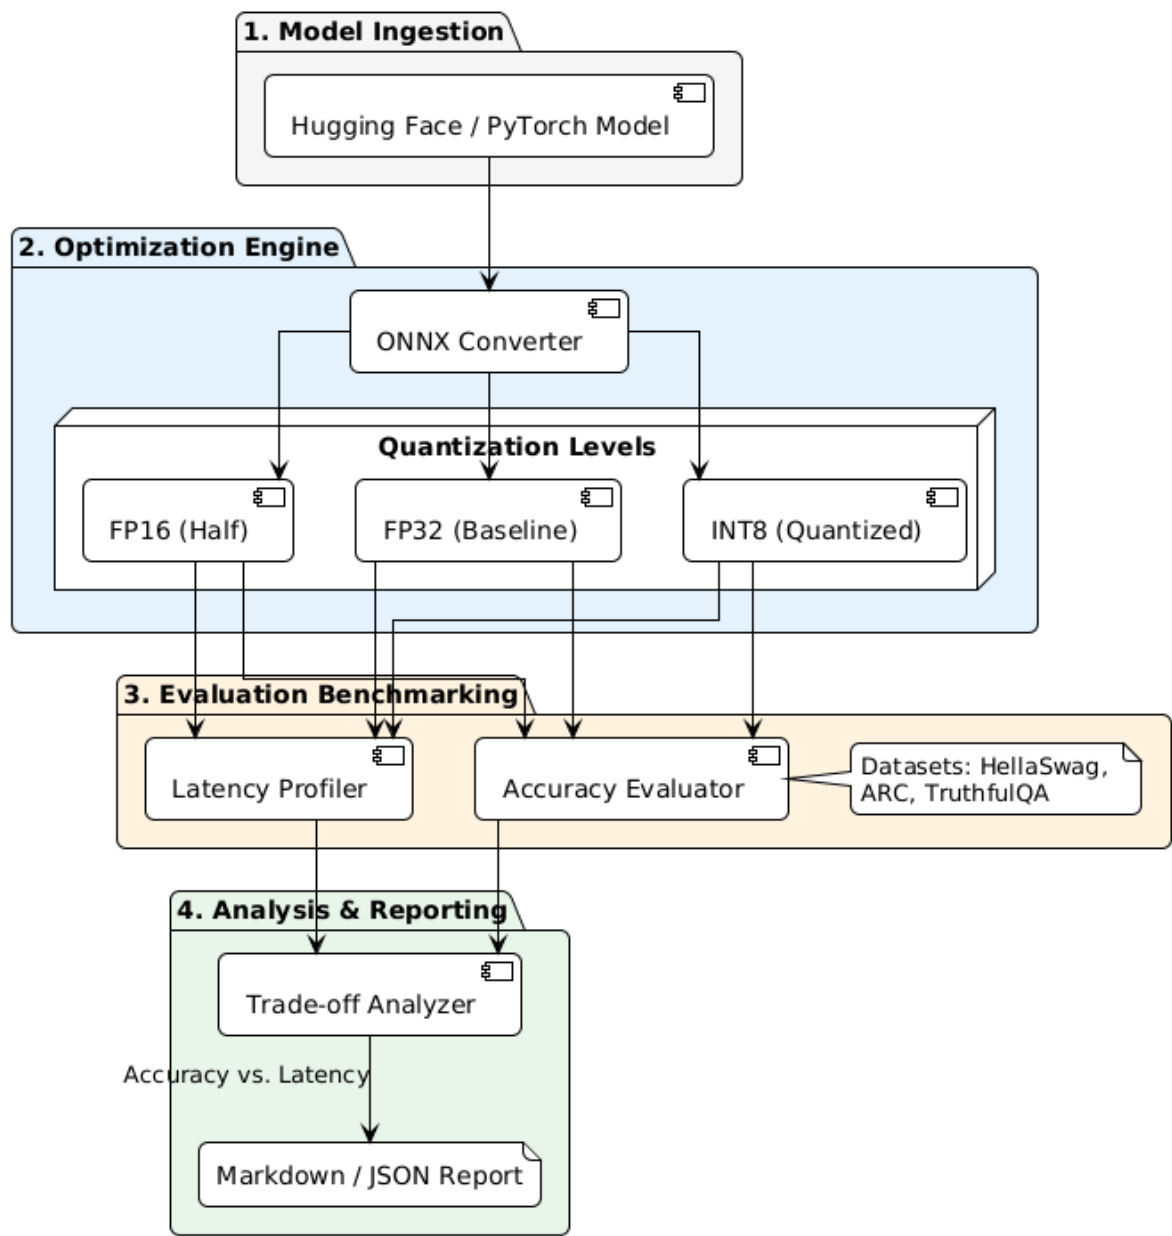 1. Model Ingestion
Hugging Face / PyTorch Model
2. Optimization Engine
ONNX Converter
Quantization Levels
FP16 (Half)
FP32 (Baseline)
INT8 (Quantized)
3. Evaluation Benchmarking
Latency Profiler
Accuracy Evaluator
Datasets: HellaSwag,
ARC, TruthfulQA
4. Analysis & Reporting
Trade-off Analyzer
Accuracy vs. Latency
Markdown / JSON Report